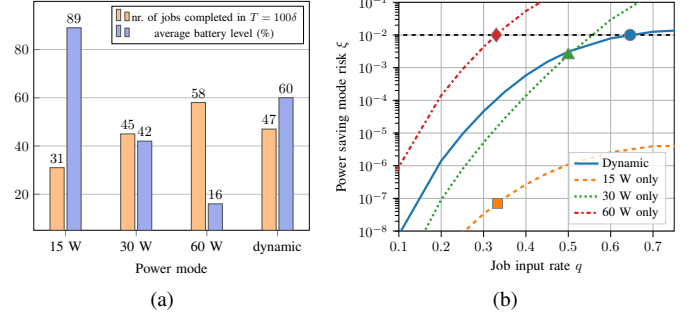 nr. of jobs completed in T = 100δ
average battery level (%)
80
60
40
20
31
89
45
42
58
16
47
60
15 W
30 W
60 W
dynamic
Power mode
(a)
Power saving mode risk ξ
10⁻²
10⁻²
10⁻³
10⁻⁴
10⁻⁵
10⁻⁶
10⁻⁷
10⁻⁸
Dynamic
15 W only
30 W only
60 W only
0.1
0.2
0.3
0.4
0.5
0.6
0.7
Job input rate q
(b)